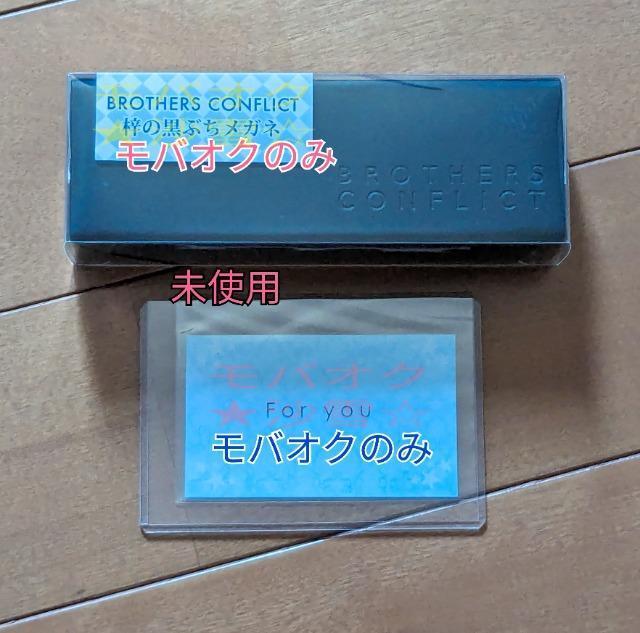 BROTHERS CONFLICT
梓の黒ぶちメガネ
モバオクのみ
BROTHERS
CONFLICT
未使用
モバオク
For you
モバオクのみ